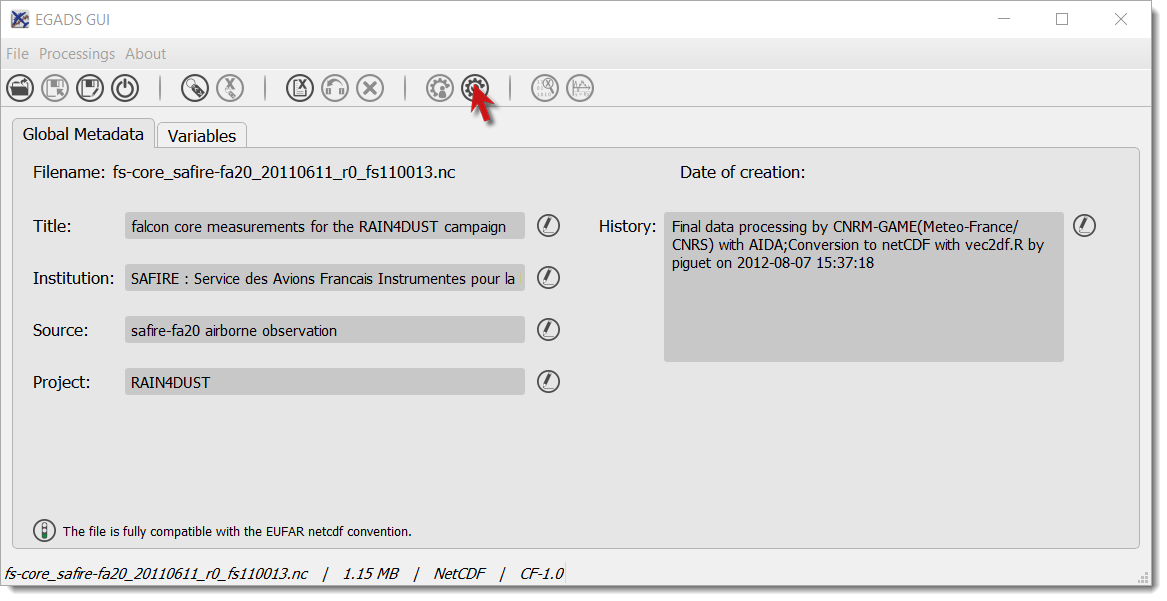 EGADS GUI
File Processings About
Global Metadata Variables
Filename: fs-core_safire-fa20_20110611_r0_fs110013.nc
Date of creation:
Title: falcon core measurements for the RAIN4DUST campaign
Institution: SAFIRE : Service des Avions Francais Instrumentes pour la
Source: safire-fa20 airborne observation
Project: RAIN4DUST
History: Final data processing by CNRM-GAME(Meteo-France/
CNRS) with AIDA;Conversion to netCDF with vec2df.R by
piguet on 2012-08-07 15:37:18
The file is fully compatible with the EUFAR netcdf convention.
fs-core_safire-fa20_20110611_r0_fs110013.nc | 1.15 MB | NetCDF | CF-1.0